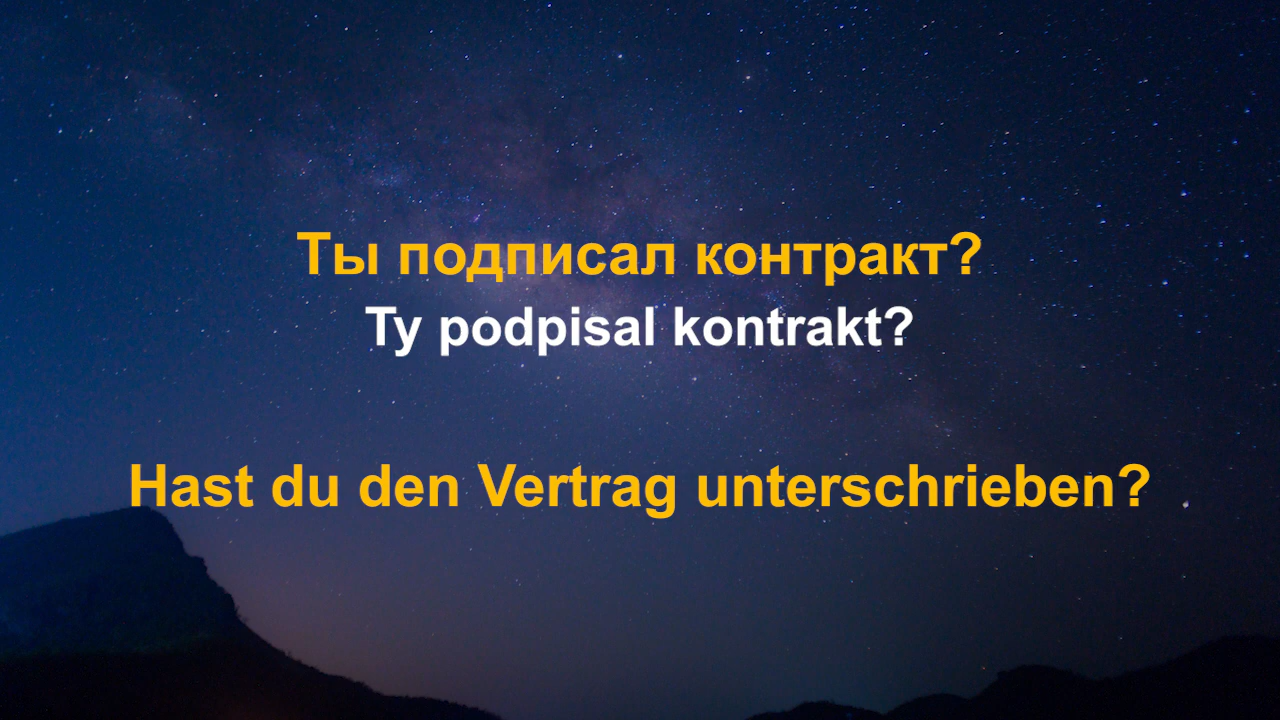 Ты подписал контракт?
Ty podpisal kontrakt?
Hast du den Vertrag unterschrieben?